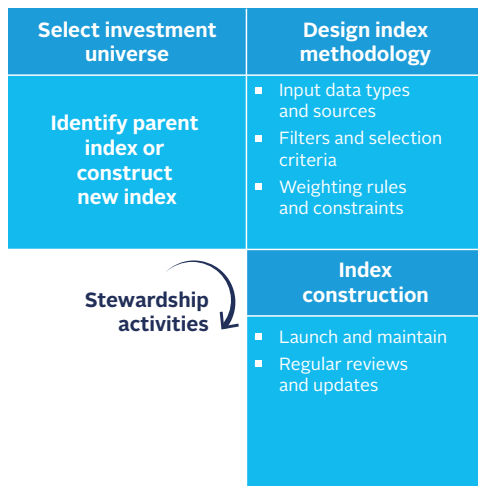 Select investment
universe
Identify parent
index or
construct
new index
Design index
methodology
Input data types
and sources
Filters and selection
criteria
Weighting rules
and constraints
Stewardship
activities
Index
construction
Launch and maintain
Regular reviews
and updates